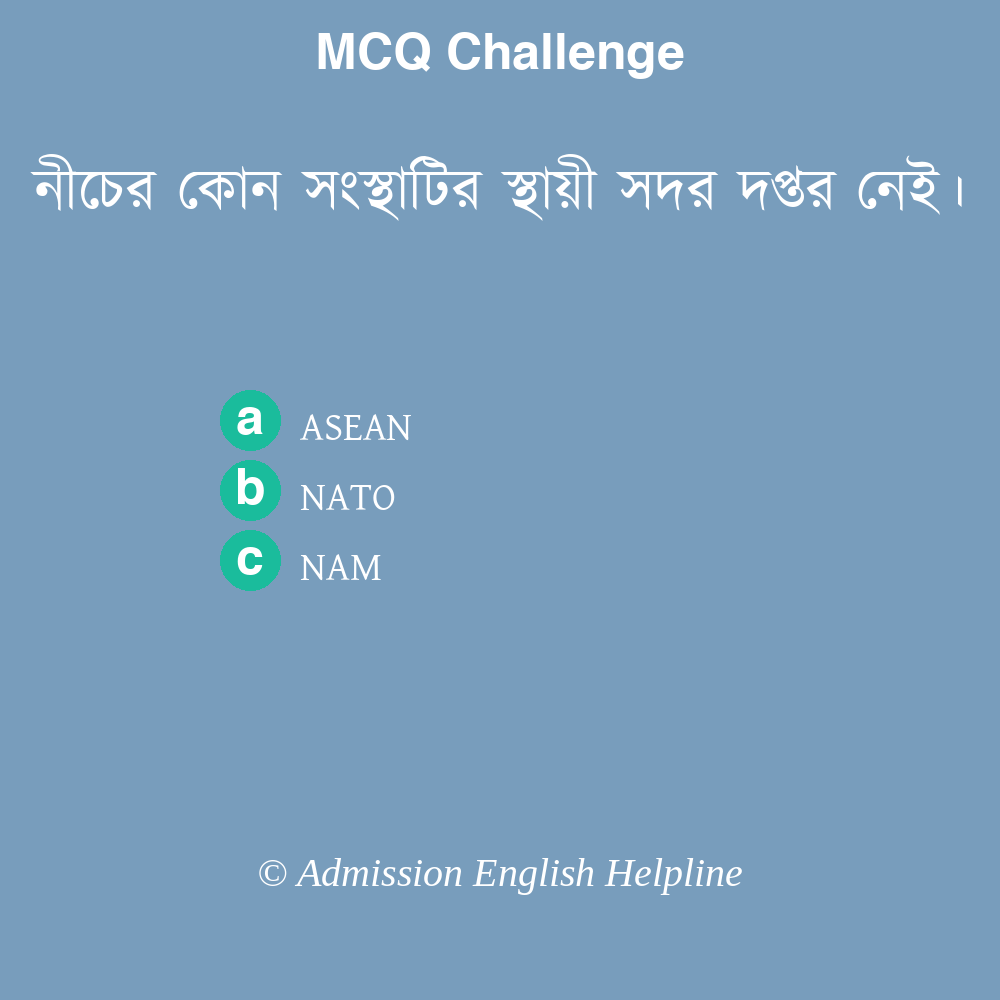 MCQ Challenge
নীচের কোন সংস্থাটির স্থায়ী সদর দপ্তর নেই।
a ASEAN
b NATO
c NAM
© Admission English Helpline